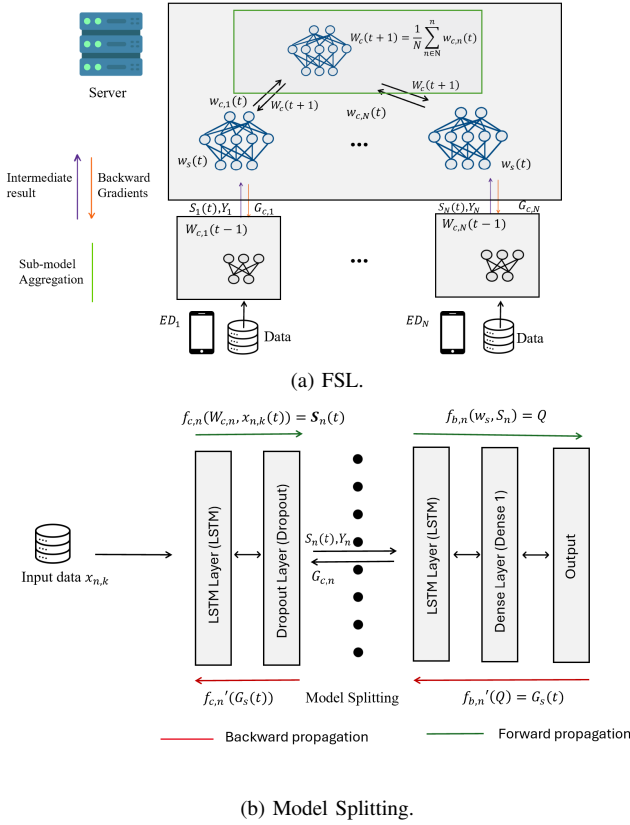 W_c(t + 1) = \frac{1}{N} \sum_{n∈N}^{n} w_{c,n}(t)
Server
w_{c,1}(t)
W_c(t + 1)
w_{c,N}(t)
W_c(t + 1)
w_s(t)
...
w_s(t)
Intermediate result
Backward Gradients
S_1(t),Y_1
G_{c,1}
S_N(t),Y_N
G_{c,N}
W_{c,1}(t − 1)
W_{c,N}(t − 1)
Sub-model
Aggregation
...
ED_1
Data
ED_N
Data
(a) FSL.
f_{c,n}(W_{c,n}, x_{n,k}(t)) = S_n(t)
f_{b,n}(w_s, S_n) = Q
LSTM Layer (LSTM)
Dropout Layer (Dropout)
S_n(t),Y_n
G_{c,n}
LSTM Layer (LSTM)
Dense Layer (Dense 1)
Output
Input data x_{n,k}
f_{c,n}'(G_s(t))
Model Splitting
f_{b,n}'(Q) = G_s(t)
Backward propagation
Forward propagation
(b) Model Splitting.